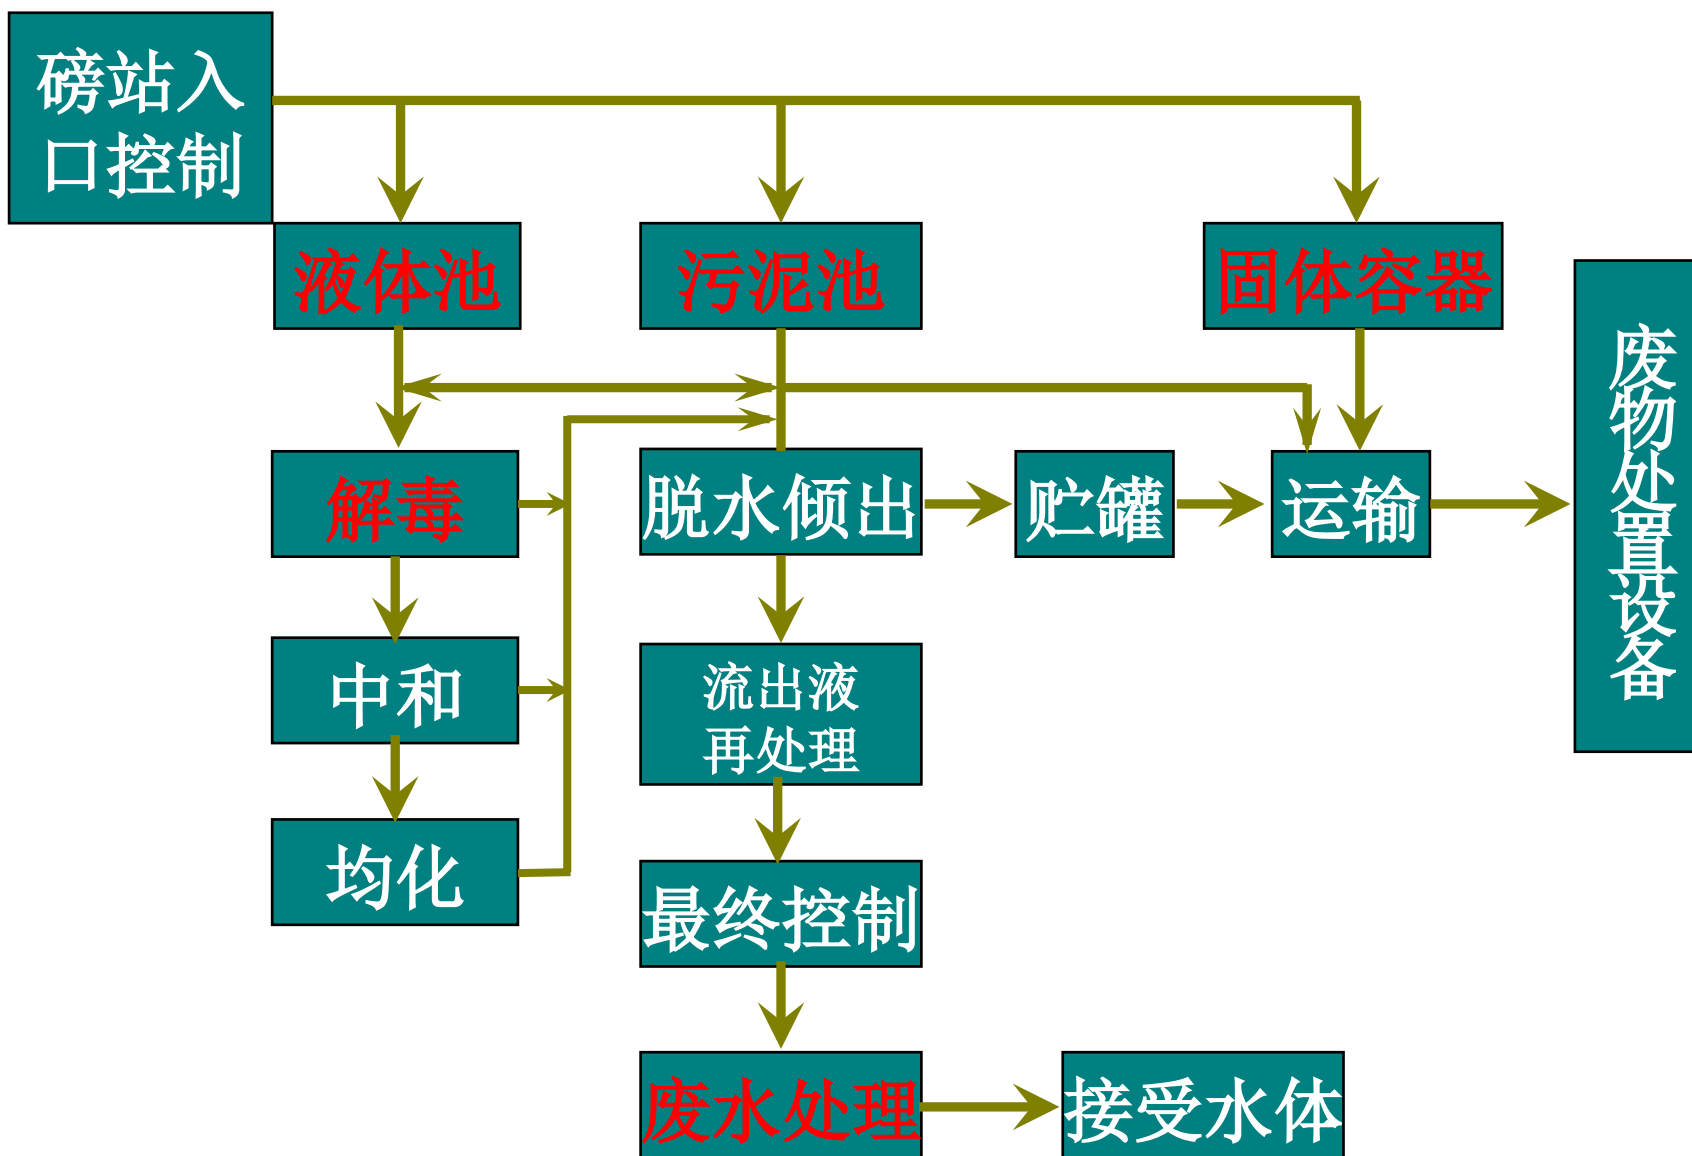 磅站入
口控制
液体池
污泥池
固体容器
废物处置设备
解毒
脱水倾出
贮罐
运输
中和
流出液
再处理
均化
最终控制
废水处理
接受水体